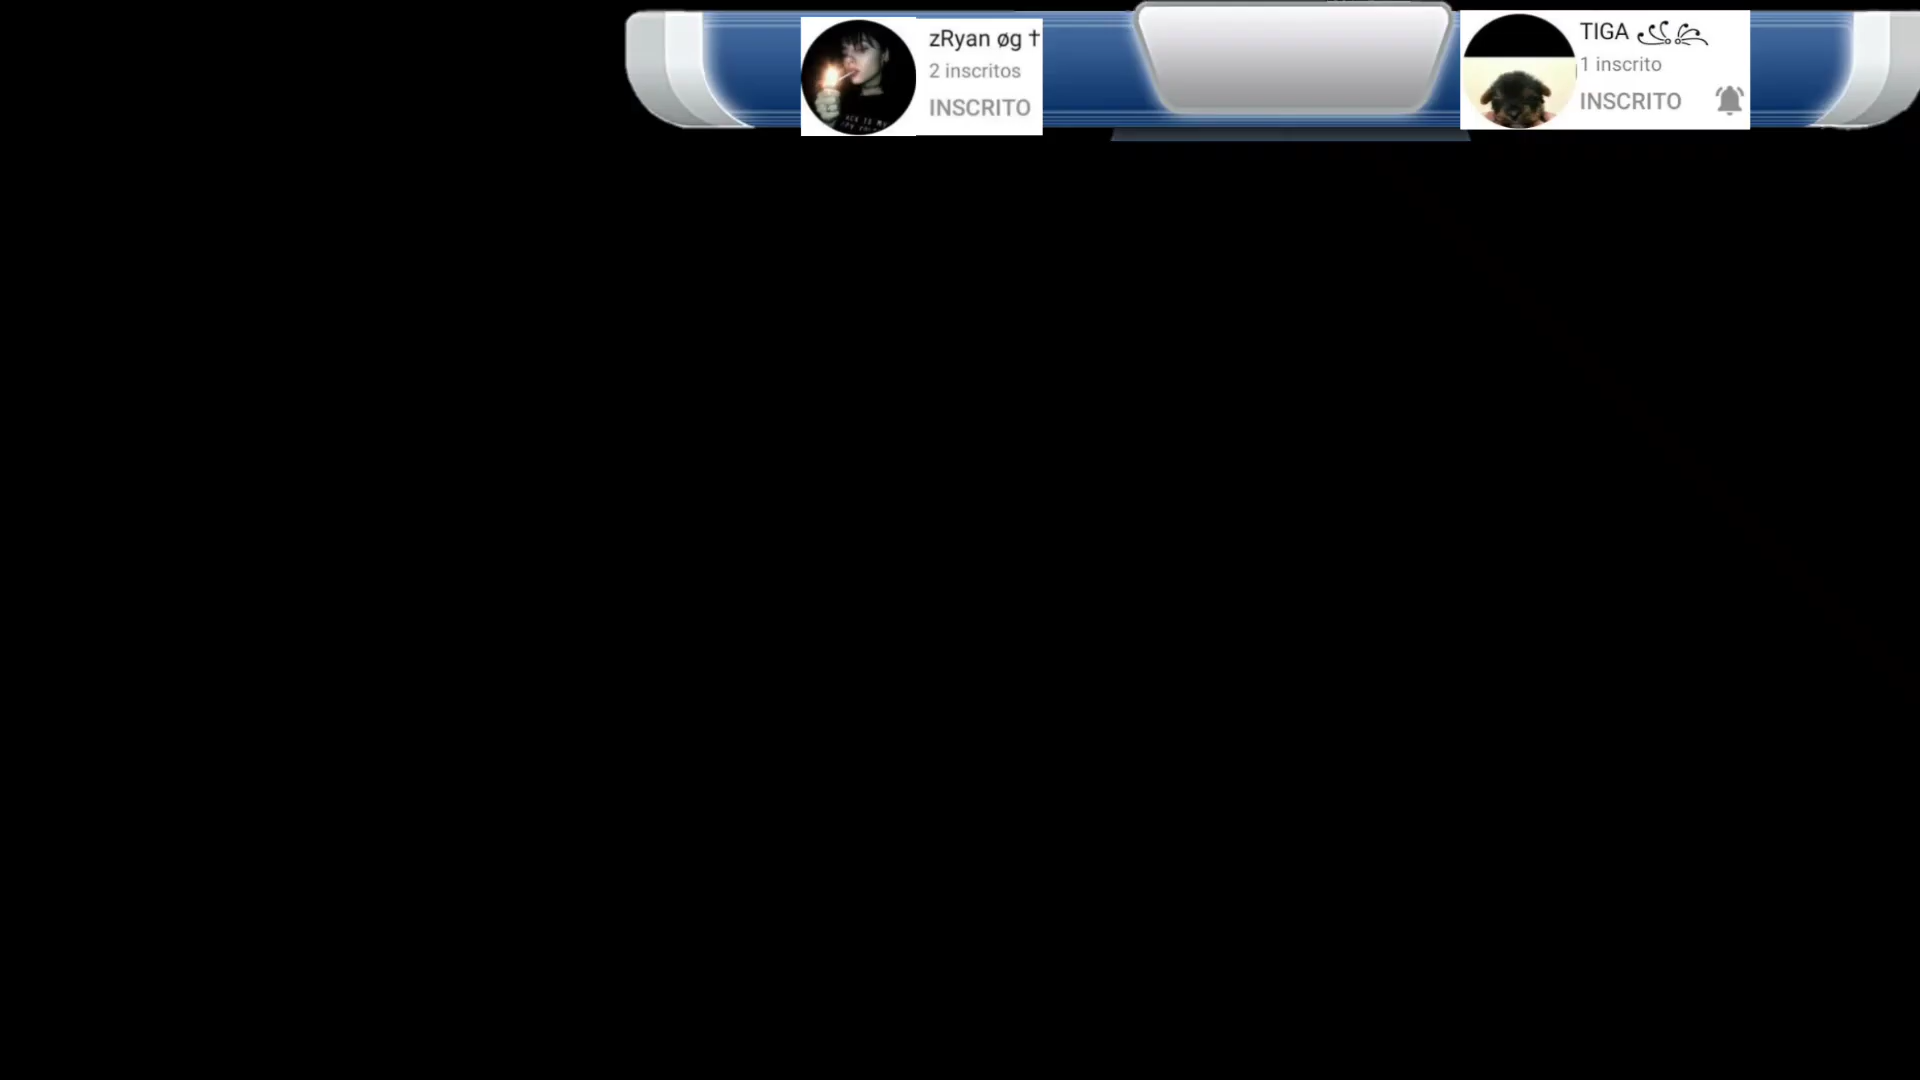 zRyan øg †
2 inscritos
INSCRITO
TIGA
1 inscrito
INSCRITO